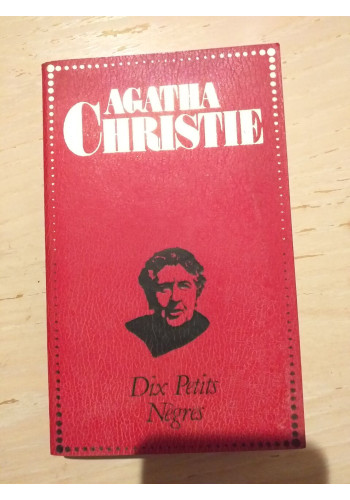 AGATHA
CHRISTIE
Dix Petits
Nègres